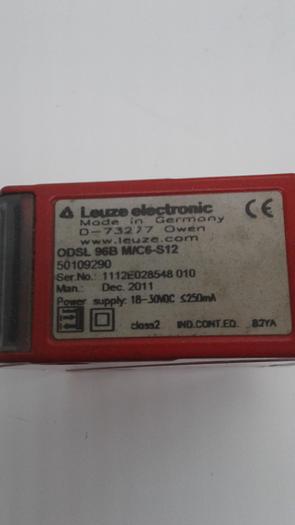 Leuze electronic
Made in Germany
D-73277 Owen
www.leuze.com
ODSL 96B M/C6-S12
50109290
Ser.No.: 1112E028548 010
Man.: Dec. 2011
Power supply: 18-30VDC ≤250mA
class2 IND.CONT.EQ. 82YA
CE